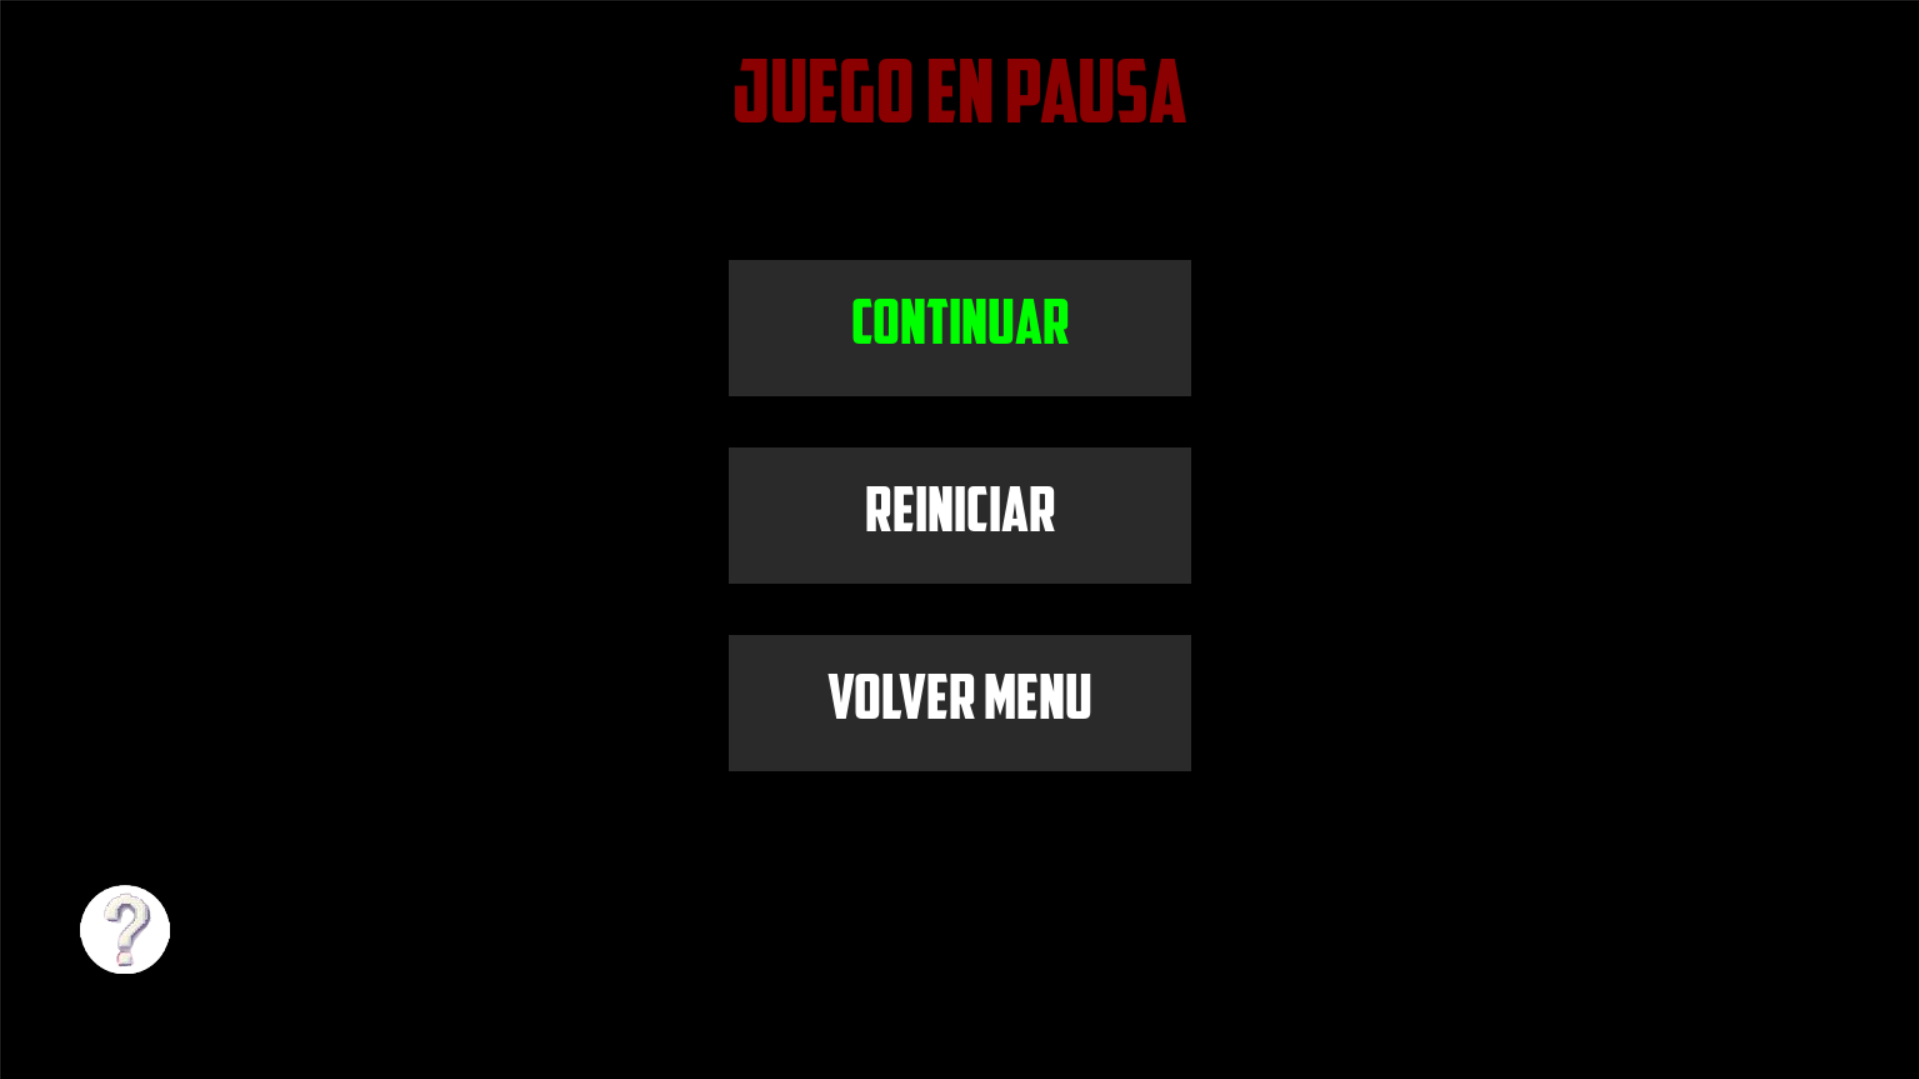 JUEGO EN PAUSA
CONTINUAR
REINICIAR
VOLVER MENU
?